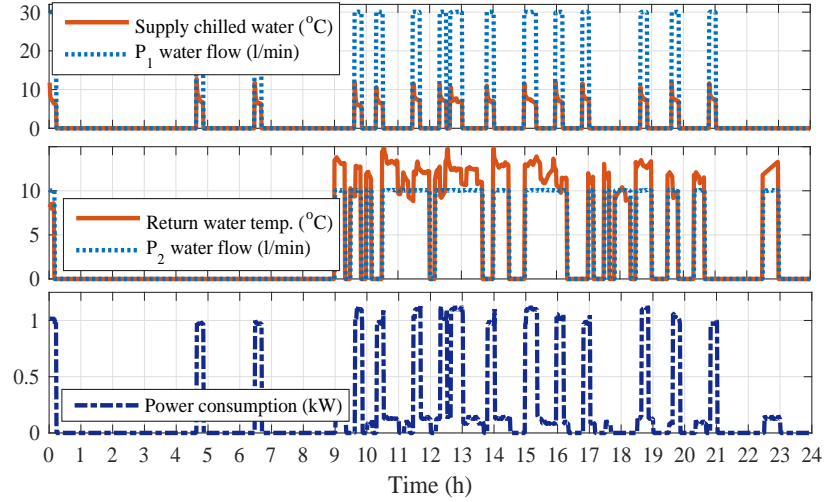 30
20
10
0
Supply chilled water (°C)
P1 water flow (l/min)
10
5
0
Return water temp. (°C)
P2 water flow (l/min)
1
0.5
0
Power consumption (kW)
0 1 2 3 4 5 6 7 8 9 10 11 12 13 14 15 16 17 18 19 20 21 22 23 24
Time (h)